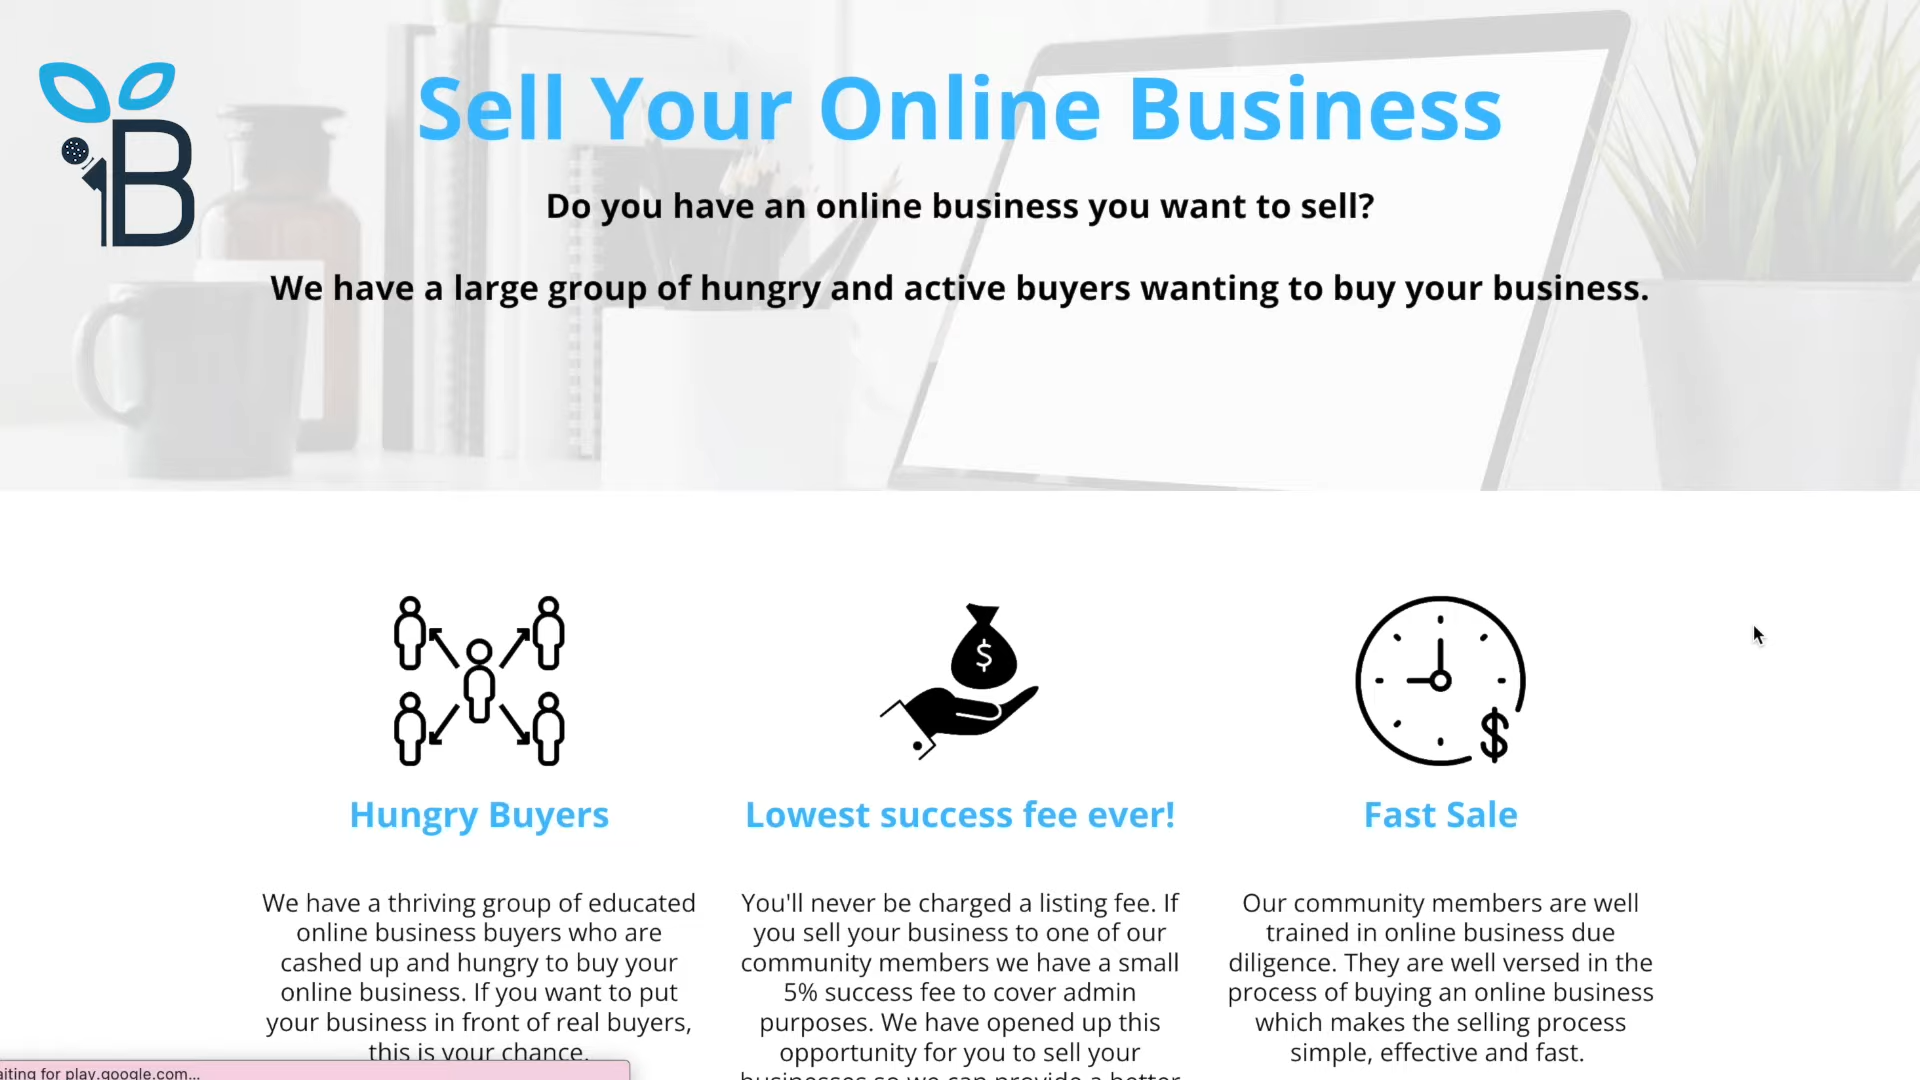 B
Sell Your Online Business
Do you have an online business you want to sell?
We have a large group of hungry and active buyers wanting to buy your business.
$
$
Hungry Buyers
We have a thriving group of educated
online business buyers who are
cashed up and hungry to buy your
online business. If you want to put
your business in front of real buyers,
this is your chance.
Lowest success fee ever!
You'll never be charged a listing fee. If
you sell your business to one of our
community members we have a small
5% success fee to cover admin
purposes. We have opened up this
opportunity for you to sell your
businesses so we can provide a better
Fast Sale
Our community members are well
trained in online business due
diligence. They are well versed in the
process of buying an online business
which makes the selling process
simple, effective and fast.
aiting for play.google.com...